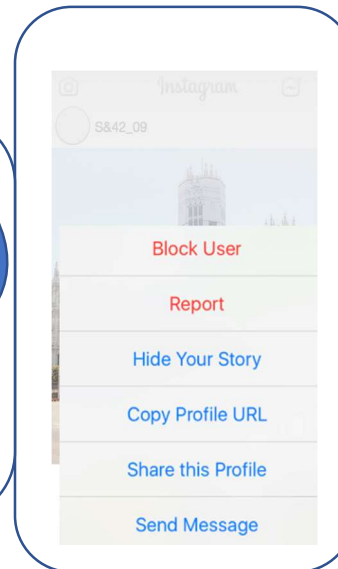 Instagram
S&42_09
Block User
Report
Hide Your Story
Copy Profile URL
Share this Profile
Send Message